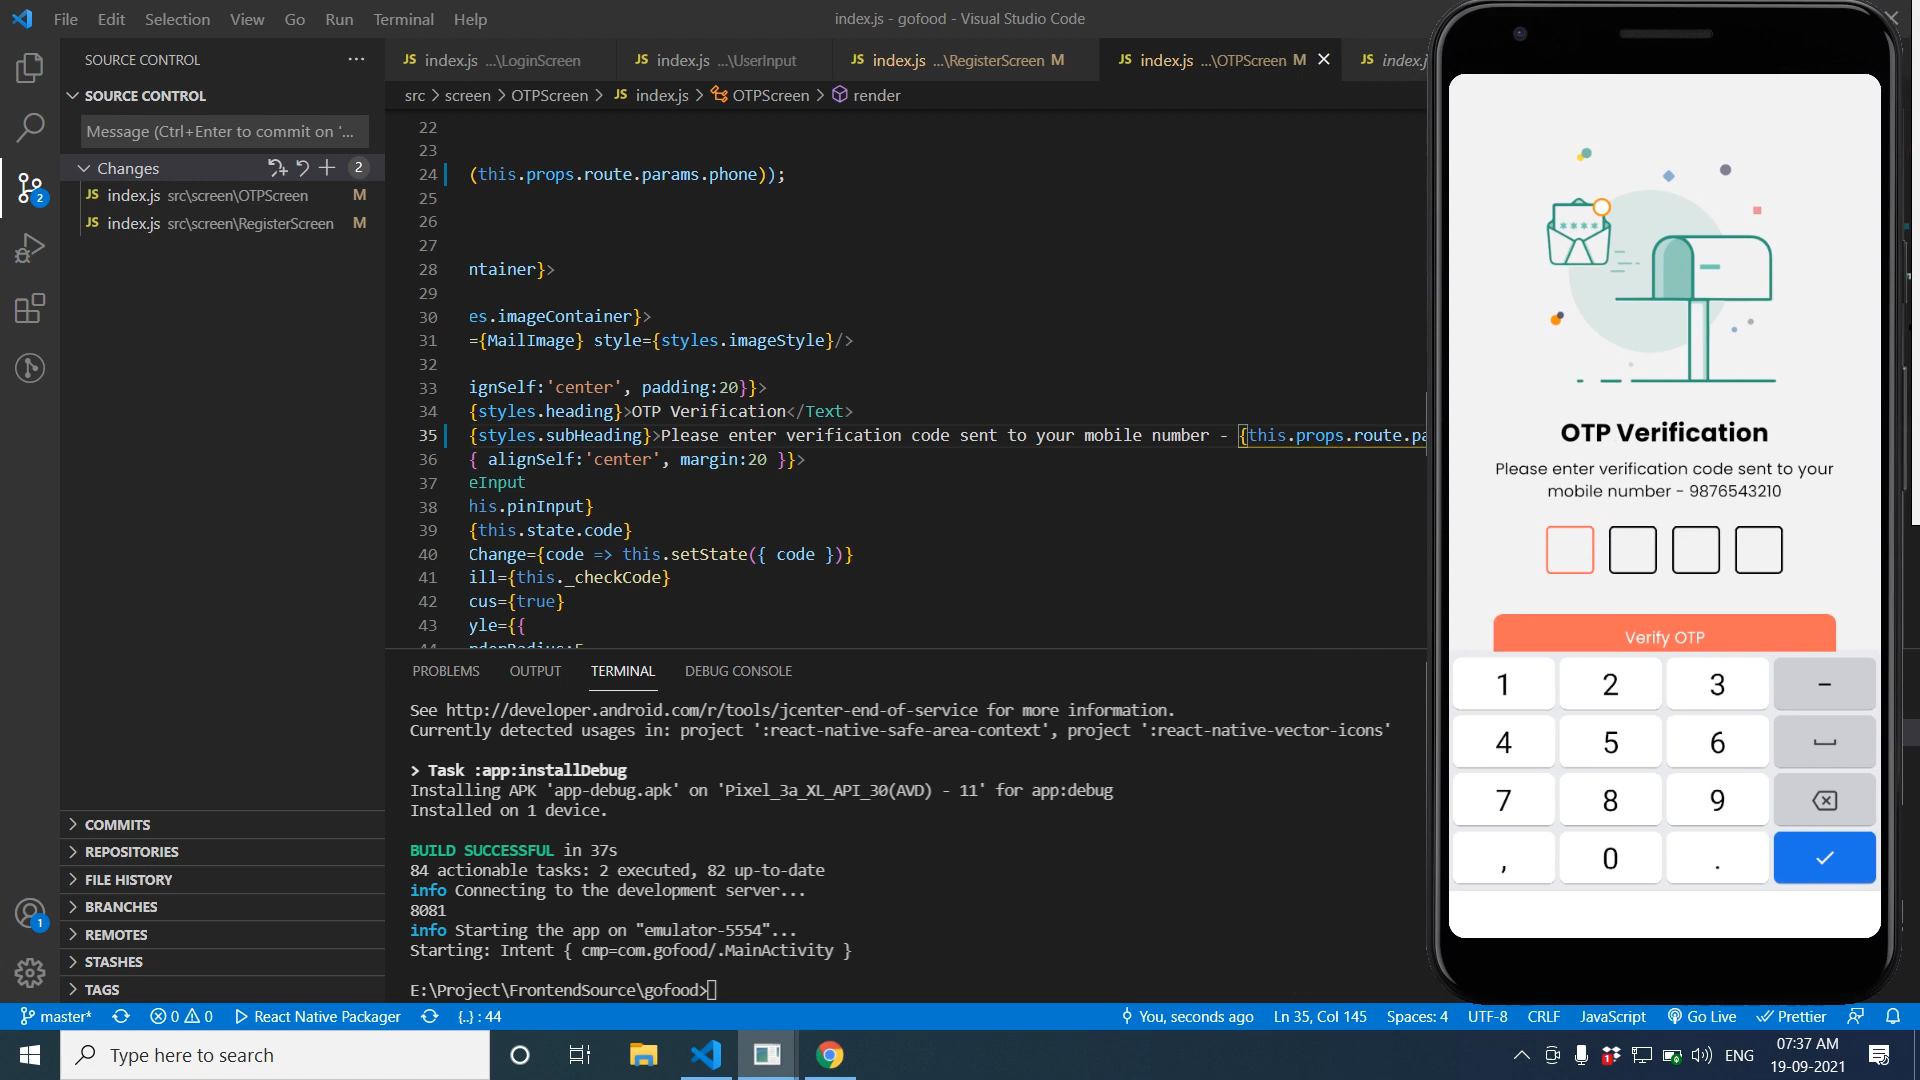 File Edit Selection View Go Run Terminal Help
index.js - gofood - Visual Studio Code
SOURCE CONTROL
SOURCE CONTROL
Message (Ctrl+Enter to commit on '...
Changes 2
JS index.js src\screen\OTPScreen M
JS index.js src\screen\RegisterScreen M
2
1
COMMITS
REPOSITORIES
FILE HISTORY
BRANCHES
REMOTES
STASHES
TAGS
JS index.js ...\LoginScreen
JS index.js ...\UserInput
JS index.js ...\RegisterScreen M
JS index.js ...\OTPScreen M
JS index.j
src > screen > OTPScreen > JS index.js > OTPScreen > render
22
23
24 (this.props.route.params.phone));
25
26
27
28 ntainer}>
29
30 es.imageContainer}>
31 ={MailImage} style={styles.imageStyle}/>
32
33 ignSelf:'center', padding:20}}>
34 {styles.heading}>OTP Verification</Text>
35 {styles.subHeading}>Please enter verification code sent to your mobile number - {this.props.route.pa
36 { alignSelf:'center', margin:20 }}>
37 eInput
38 his.pinInput}
39 {this.state.code}
40 Change={code => this.setState({ code })}
41 ill={this._checkCode}
42 cus={true}
43 yle={{
PROBLEMS OUTPUT TERMINAL DEBUG CONSOLE
See http://developer.android.com/r/tools/jcenter-end-of-service for more information.
Currently detected usages in: project ':react-native-safe-area-context', project ':react-native-vector-icons'
> Task :app:installDebug
Installing APK 'app-debug.apk' on 'Pixel_3a_XL_API_30(AVD) - 11' for app:debug
Installed on 1 device.
BUILD SUCCESSFUL in 37s
84 actionable tasks: 2 executed, 82 up-to-date
info Connecting to the development server...
8081
info Starting the app on "emulator-5554"...
Starting: Intent { cmp=com.gofood/.MainActivity }
E:\Project\FrontendSource\gofood>
****
OTP Verification
Please enter verification code sent to your
mobile number - 9876543210
Verify OTP
1 2 3 -
4 5 6
7 8 9
, 0 .
master* 0 0 React Native Packager {..} : 44
You, seconds ago Ln 35, Col 145 Spaces: 4 UTF-8 CRLF JavaScript Go Live Prettier
Type here to search
1
ENG
07:37 AM
19-09-2021